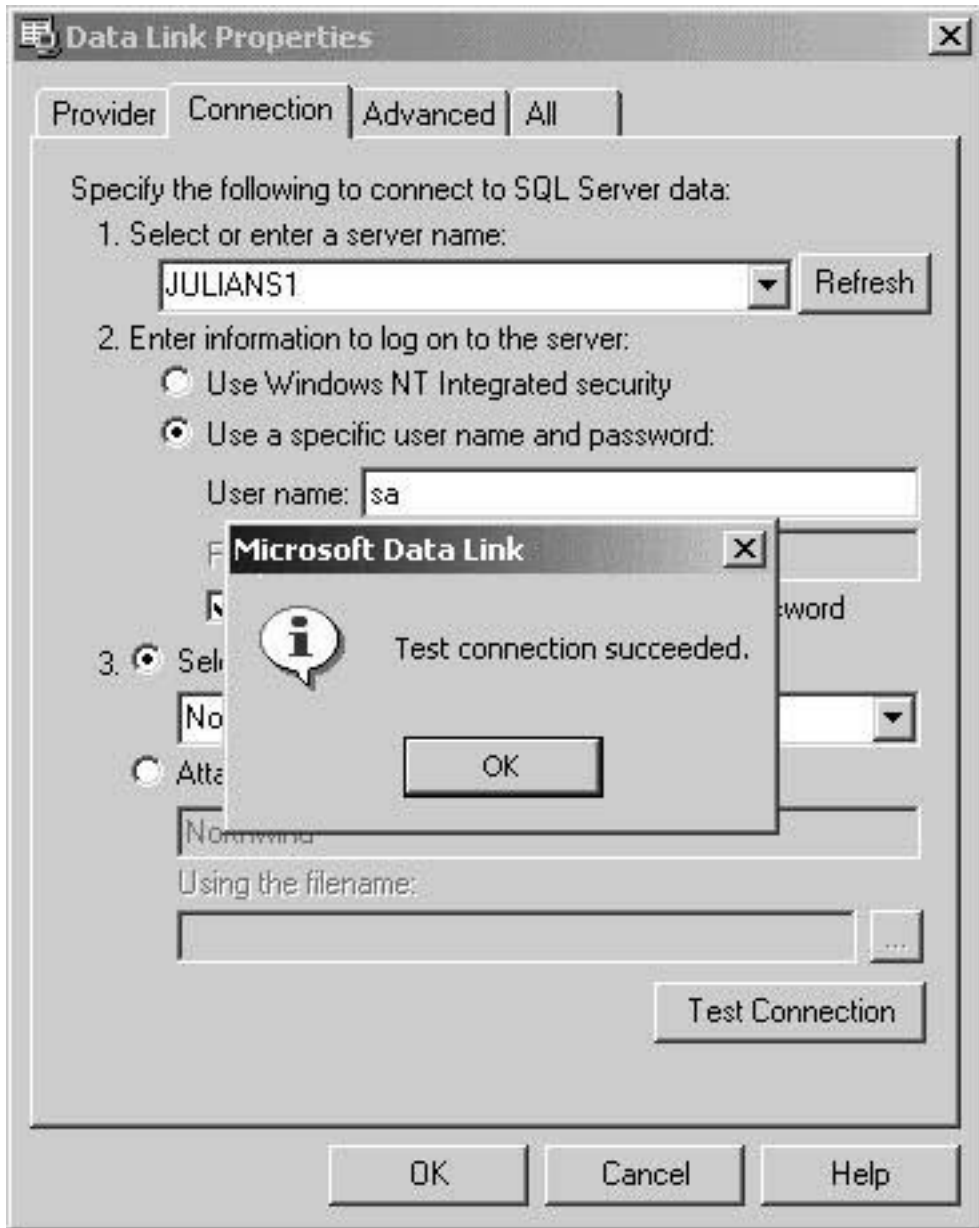 Data Link Properties
Provider Connection Advanced All
Specify the following to connect to SQL Server data:
1. Select or enter a server name:
JULIANS1 Refresh
2. Enter information to log on to the server:
Use Windows NT Integrated security
Use a specific user name and password:
User name: sa
Microsoft Data Link
Test connection succeeded.
3.
OK
Northwind
Using the filename:
...
Test Connection
OK Cancel Help